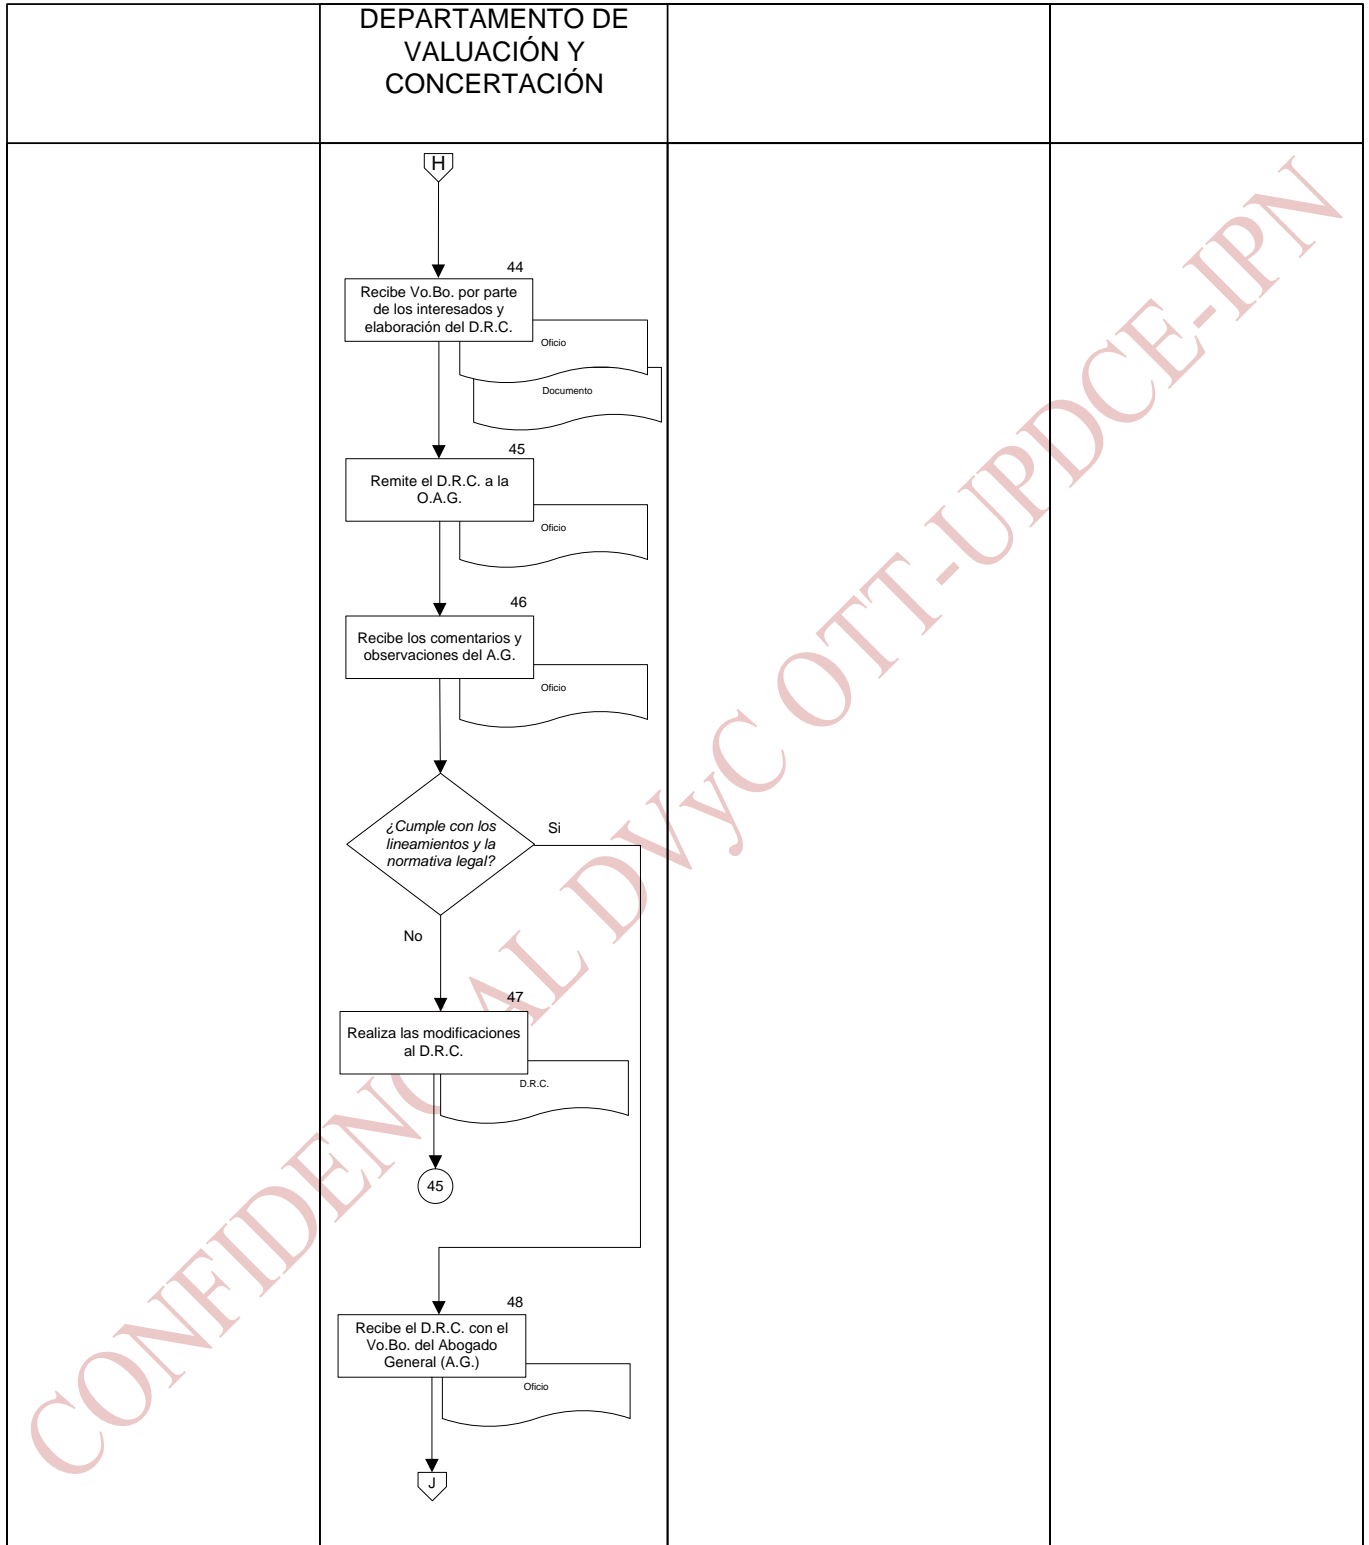 DEPARTAMENTO DE
VALUACIÓN Y
CONCERTACIÓN
H
44
Recibe Vo.Bo. por parte
de los interesados y
elaboración del D.R.C.
Oficio
Documento
45
Remite el D.R.C. a la
O.A.G.
Oficio
46
Recibe los comentarios y
observaciones del A.G.
Oficio
¿Cumple con los
lineamientos y la
normativa legal?
Si
No
47
Realiza las modificaciones
al D.R.C.
D.R.C.
45
48
Recibe el D.R.C. con el
Vo.Bo. del Abogado
General (A.G.)
Oficio
J
CONFIDENCIAL DVyC OTT-UPDCE-IPN